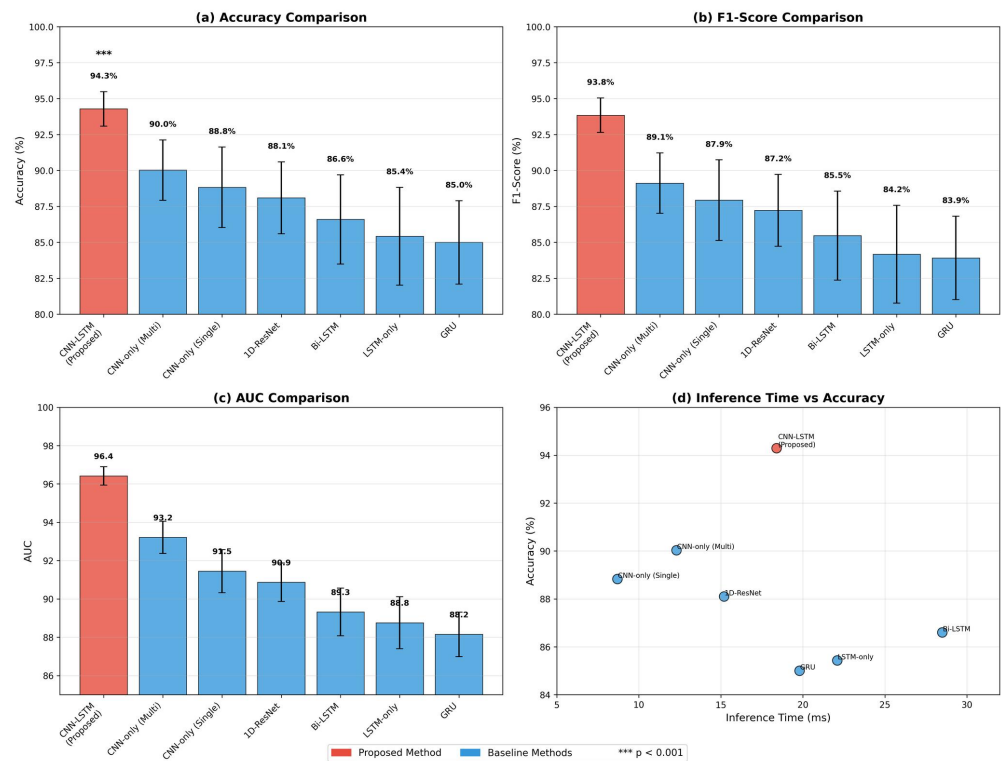 (a) Accuracy Comparison
100.0
97.5
95.0
92.5
90.0
87.5
85.0
82.5
80.0
Accuracy (%)
***
94.3%
90.0%
88.8%
88.1%
86.6%
85.4%
85.0%
CNN-LSTM
(Proposed)
CNN-only (Multi)
CNN-only (Single)
1D-ResNet
Bi-LSTM
LSTM-only
GRU
(b) F1-Score Comparison
100.0
97.5
95.0
92.5
90.0
87.5
85.0
82.5
80.0
F1-Score (%)
93.8%
89.1%
87.9%
87.2%
85.5%
84.2%
83.9%
CNN-LSTM
(Proposed)
CNN-only (Multi)
CNN-only (Single)
1D-ResNet
Bi-LSTM
LSTM-only
GRU
(c) AUC Comparison
100
98
96
94
92
90
88
86
AUC
96.4
93.2
91.5
90.9
89.3
88.8
88.2
CNN-LSTM
(Proposed)
CNN-only (Multi)
CNN-only (Single)
1D-ResNet
Bi-LSTM
LSTM-only
GRU
(d) Inference Time vs Accuracy
96
94
92
90
88
86
84
Accuracy (%)
CNN-LSTM
(Proposed)
CNN-only (Multi)
CNN-only (Single)
1D-ResNet
Bi-LSTM
LSTM-only
GRU
5 10 15 20 25 30
Inference Time (ms)
Proposed Method Baseline Methods *** p < 0.001